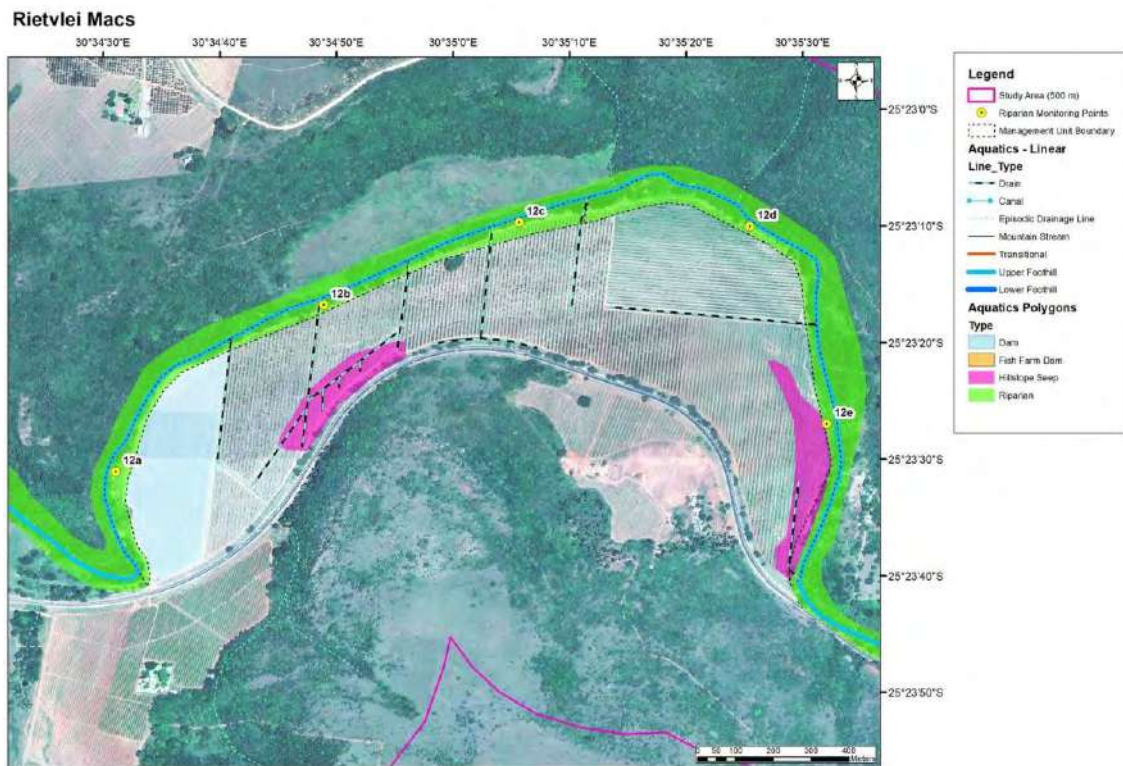 Rietvlei Macs
30°34'30"E 30°34'40"E 30°34'50"E 30°35'0"E 30°35'10"E 30°35'20"E 30°35'30"E
25°23'0"S
25°23'10"S
25°23'20"S
25°23'30"S
25°23'40"S
25°23'50"S
12a
12b
12c
12d
12e
0 50 100 200 300 400
Meters
Legend
Study Area (500 m)
Riparian Monitoring Points
Management Unit Boundary
Aquatics - Linear
Line_Type
Drain
Canal
Episodic Drainage Line
Mountain Stream
Transitional
Upper Foothill
Lower Foothill
Aquatics Polygons
Type
Dam
Fish Farm Dam
Hillslope Seep
Riparian